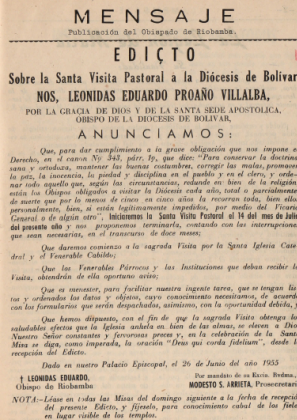 MENSAJE
Publicación del Obispado de Riobamba.
EDICTO
Sobre la Santa Visita Pastoral a la Diócesis de Bolívar
NOS, LEONIDAS EDUARDO PROAÑO VILLALBA,
POR LA GRACIA DE DIOS Y DE LA SANTA SEDE APOSTOLICA,
OBISPO DE LA DIOCESIS DE BOLIVAR,
ANUNCIAMOS:
Que, para dar cumplimiento a la grave obligación que nos impone el
Derecho, en el canon Nº 343, párr. 1º, que dice: "Para conservar la doctrina
sana y ortodoxa, mantener las buenas costumbres, corregir las malas, promover
la paz, la inocencia, la piedad y disciplina en el pueblo y en el clero, y orde-
nar todo aquello que, según las circunstancias, redunde en bien de la religión
están los Obispos obligados a visitar la Diócesis cada año, total o parcialmente
de suerte que por lo menos de cinco en cinco años la recorran toda, bien ellos
personalmente, bien, si están legítimamente impedidos, por medio del Vicario
General o de algún otro", iniciaremos la Santa Visita Pastoral el 14 del mes de Julio
del presente año y nos proponemos terminarla, contando con las interrupciones
que sean necesarias, en el transcurso de doce meses;
Que daremos comienzo a la sagrada Visita por la Santa Iglesia Cate-
dral y el Venerable Cabildo;
Que las Venerables Párrocos y las Instituciones que deban recibir la
Visita, obtendrán de ella oportuno aviso;
Que es menester, para facilitar nuestra ingente tarea, que se tengan lis-
tos y ordenados los datos y objetos, cuyo conocimiento necesitamos, de acuerdo
con los formularios que serán despachados, asimismo, con la oportunidad debida, y
Que hemos dispuesto, con el fin de que la sagrada Visita obtenga los
saludables efectos que la Iglesia anhela en bien de las almas, se eleven a Dios
Nuestro Señor constantes y fervorosas preces y, en la celebración de la Santa
Misa se diga, como imperada, la oración "Deus qui corda fidelium", desde la
recepción del Edicto.
Dado en nuestro Palacio Episcopal, el 26 de Junio del año 1955
† LEONIDAS EDUARDO,
Obispo de Riobamba
Por mandato de su Excia. Rvdma.,
MODESTO S. ARRIETA, Prosecretario
NOTA:-Léase en todas las Misas del domingo siguiente a la fecha de recepción
del presente Edicto, y fíjeselo, para conocimiento cabal de los fieles
en lugar visible de los templos.